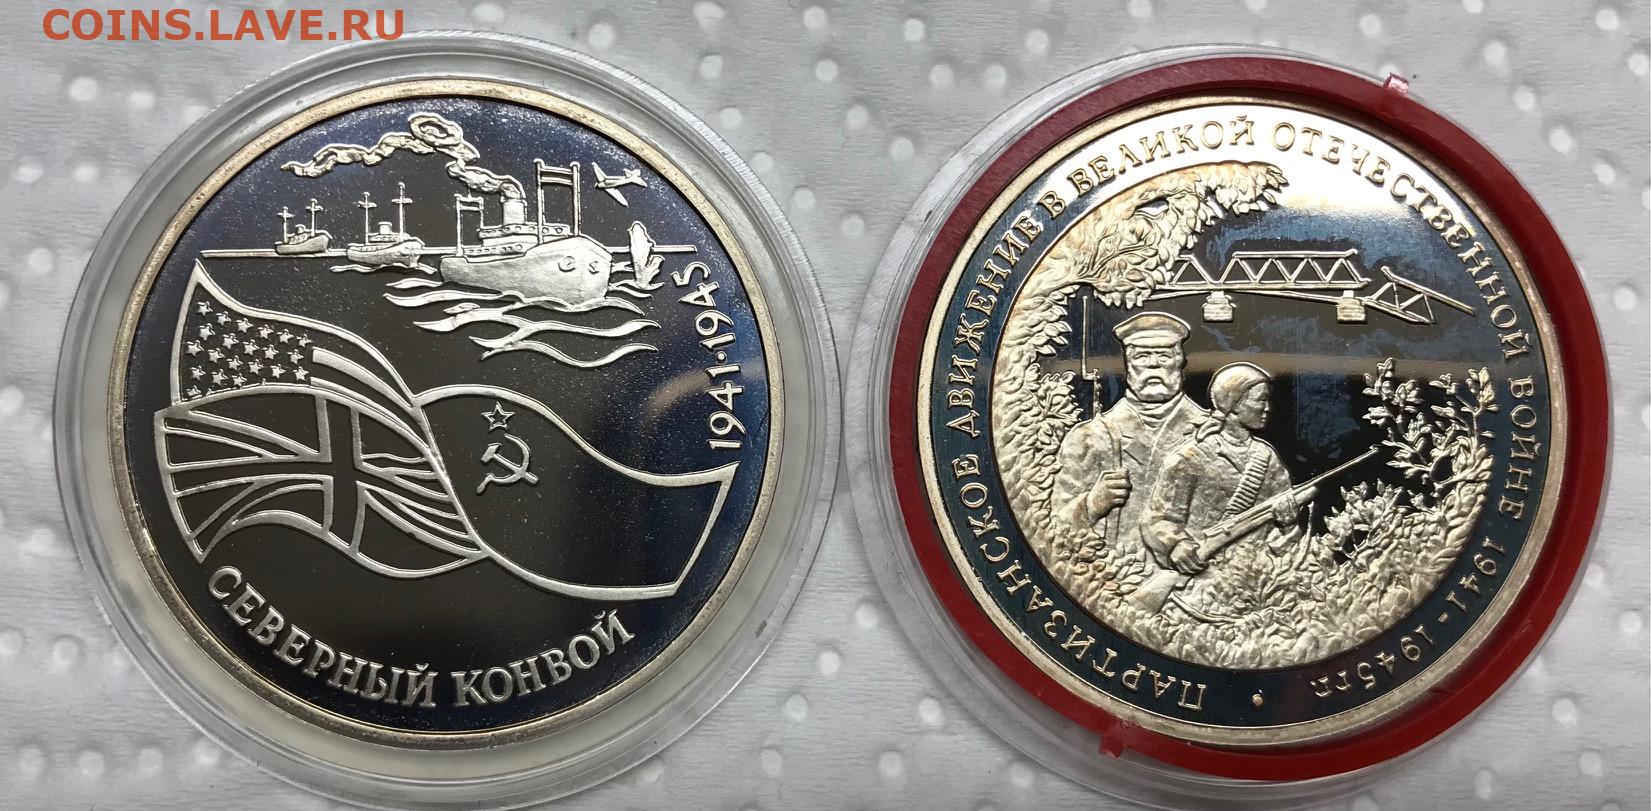 COINS.LAVE.RU
1941·1945
СЕВЕРНЫЙ КОНВОЙ
ПАРТИЗАНСКОЕ ДВИЖЕНИЕ В ВЕЛИКОЙ ОТЕЧЕСТВЕННОЙ ВОЙНЕ 1941-1945гг. •